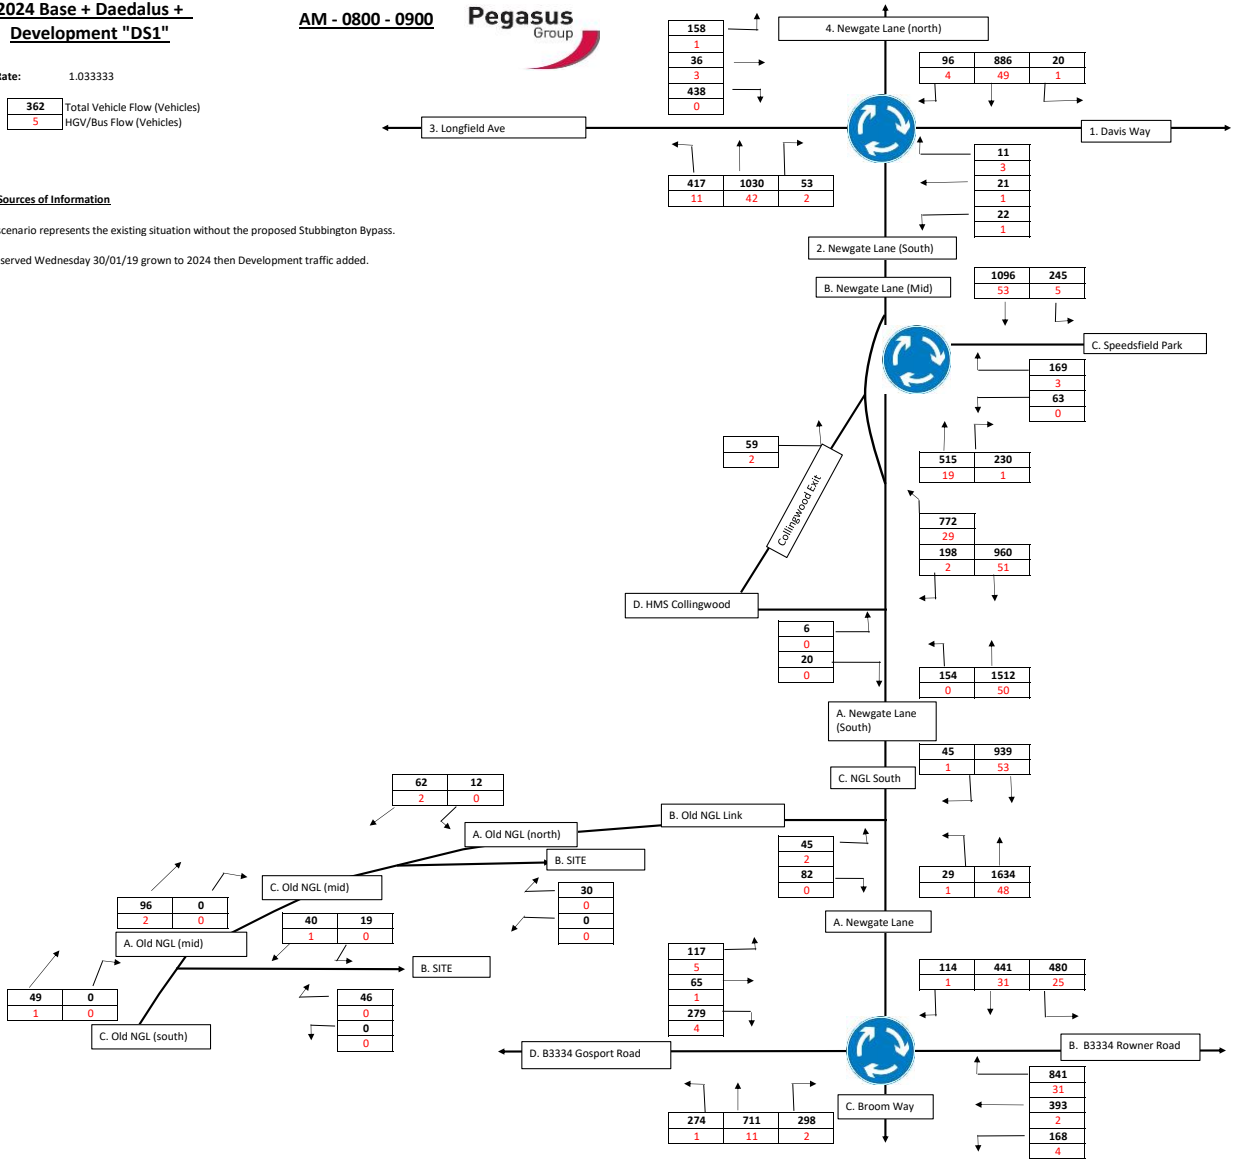 2024 Base + Daedalus +
Development "DS1"
AM - 0800 - 0900
Pegasus
Group
1.033333
362 Total Vehicle Flow (Vehicles)
5 HGV/Bus Flow (Vehicles)
Sources of Information
scenario represents the existing situation without the proposed Stubbington Bypass.
served Wednesday 30/01/19 grown to 2024 then Development traffic added.
158
1
36
3
438
0
4. Newgate Lane (north)
96 886 20
4 49 1
3. Longfield Ave
1. Davis Way
417 1030 53
11 42 2
11
3
21
1
22
1
2. Newgate Lane (South)
B. Newgate Lane (Mid)
1096 245
53 5
C. Speedsfield Park
169
3
63
0
59
2
515 230
19 1
Collingwood Exit
772
29
198 960
2 51
D. HMS Collingwood
6
0
20
0
154 1512
0 50
A. Newgate Lane
(South)
45 939
1 53
C. NGL South
62 12
2 0
B. Old NGL Link
A. Old NGL (north)
45
2
82
0
29 1634
1 48
B. SITE
C. Old NGL (mid)
30
0
0
0
96 0
2 0
40 19
1 0
A. Old NGL (mid)
A. Newgate Lane
B. SITE
49 0
1 0
46
0
0
0
C. Old NGL (south)
117
5
65
1
279
4
114 441 480
1 31 25
D. B3334 Gosport Road
B. B3334 Rowner Road
C. Broom Way
274 711 298
1 11 2
841
31
393
2
168
4